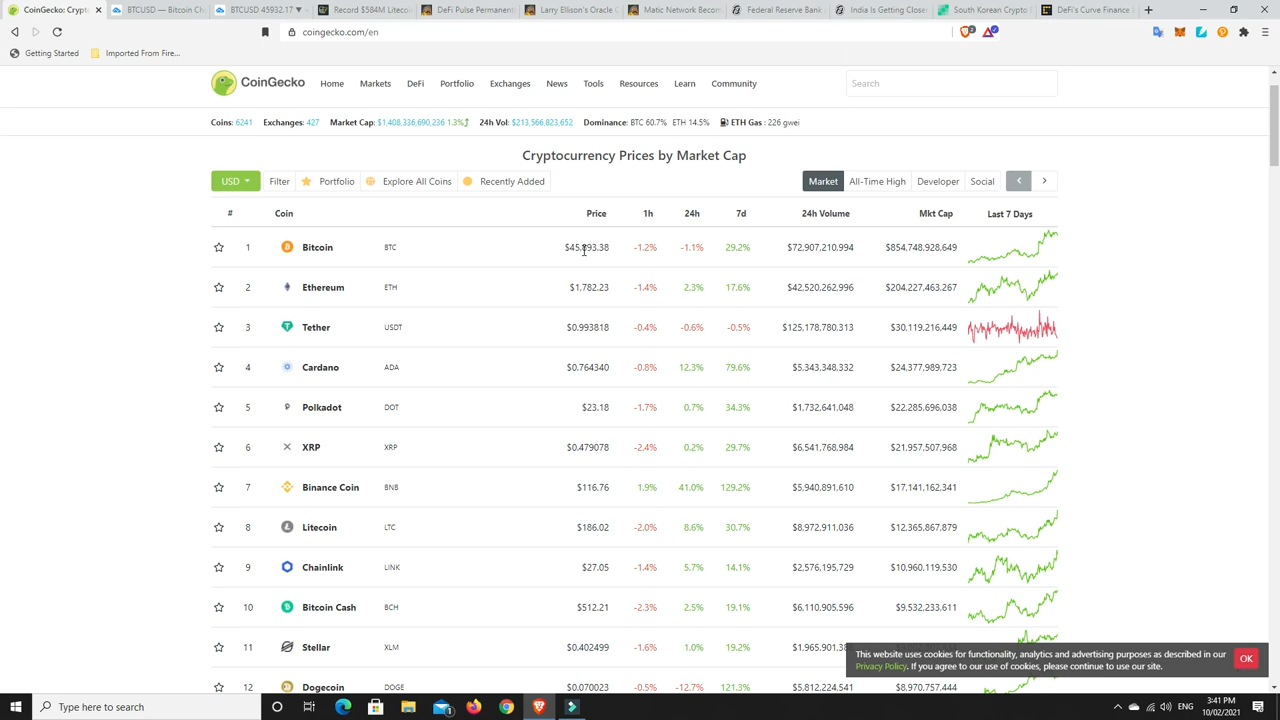 CoinGecko: Crypto
BTCUSD — Bitcoin Ch
BTCUSD 45932.17 ▼
Record $584M Litecoi
DeFi Pulse Permanent
Larry Ellison's Oracle C
Matic Network Becom
Federal Reserve Bank
India Is Getting Closer
South Korean Crypto
DeFi's Curve Finance
coingecko.com/en
Getting Started
Imported From Fire...
CoinGecko
Home
Markets
DeFi
Portfolio
Exchanges
News
Tools
Resources
Learn
Community
Search
Coins: 6241
Exchanges: 427
Market Cap: $1,408,336,690,236 1.3%
24h Vol: $213,566,823,652
Dominance: BTC 60.7% ETH 14.5%
ETH Gas : 226 gwei
Cryptocurrency Prices by Market Cap
USD
Filter
Portfolio
Explore All Coins
Recently Added
Market
All-Time High
Developer
Social
# Coin Price 1h 24h 7d 24h Volume Mkt Cap Last 7 Days
1 Bitcoin BTC -1.2% -1.1% 29.2% $72,907,210,994 $854,748,928,649
2 Ethereum ETH $1,782.23 -1.4% 2.3% 17.6% $42,520,262,996 $204,227,463,267
3 Tether USDT $0.993818 -0.4% -0.6% -0.5% $125,178,780,313 $30,119,216,449
4 Cardano ADA $0.764340 -0.8% 12.3% 79.6% $5,343,348,332 $24,377,989,723
5 Polkadot DOT $23.18 -1.7% 0.7% 34.3% $1,732,641,048 $22,285,696,038
6 XRP XRP $0.479078 -2.4% 0.2% 29.7% $6,541,768,984 $21,957,507,968
7 Binance Coin BNB $116.76 1.9% 41.0% 129.2% $5,940,891,610 $17,141,162,341
8 Litecoin LTC $186.02 -2.0% 8.6% 30.7% $8,972,911,036 $12,365,867,879
9 Chainlink LINK $27.05 -1.4% 5.7% 14.1% $2,576,195,729 $10,960,119,530
10 Bitcoin Cash BCH $512.21 -2.3% 2.5% 19.1% $6,110,905,596 $9,532,233,611
11 Stellar XLM $0.402499 -1.6% 1.0% 19.2%
12 Dogecoin DOGE $0.070023 -0.5% -12.7% 121.3% $5,812,224,541 $8,970,757,444
This website uses cookies for functionality, analytics and advertising purposes as described in our
Privacy Policy. If you agree to our use of cookies, please continue to use our site.
OK
Type here to search
ENG
3:41 PM
10/02/2021